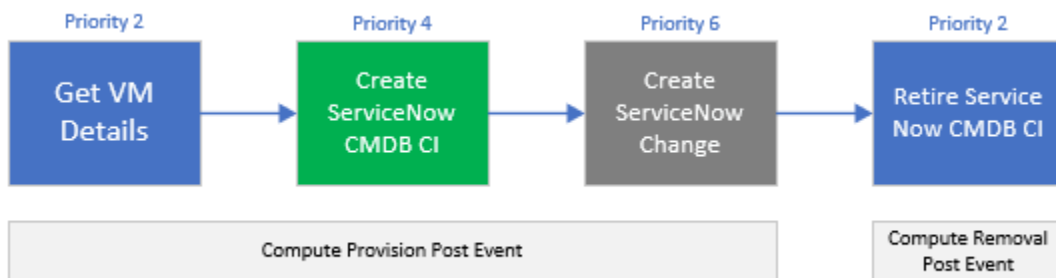 Priority 2
Priority 4
Priority 6
Priority 2
Get VM
Details
Create
ServiceNow
CMDB CI
Create
ServiceNow
Change
Retire Service
Now CMDB CI
Compute Provision Post Event
Compute Removal
Post Event